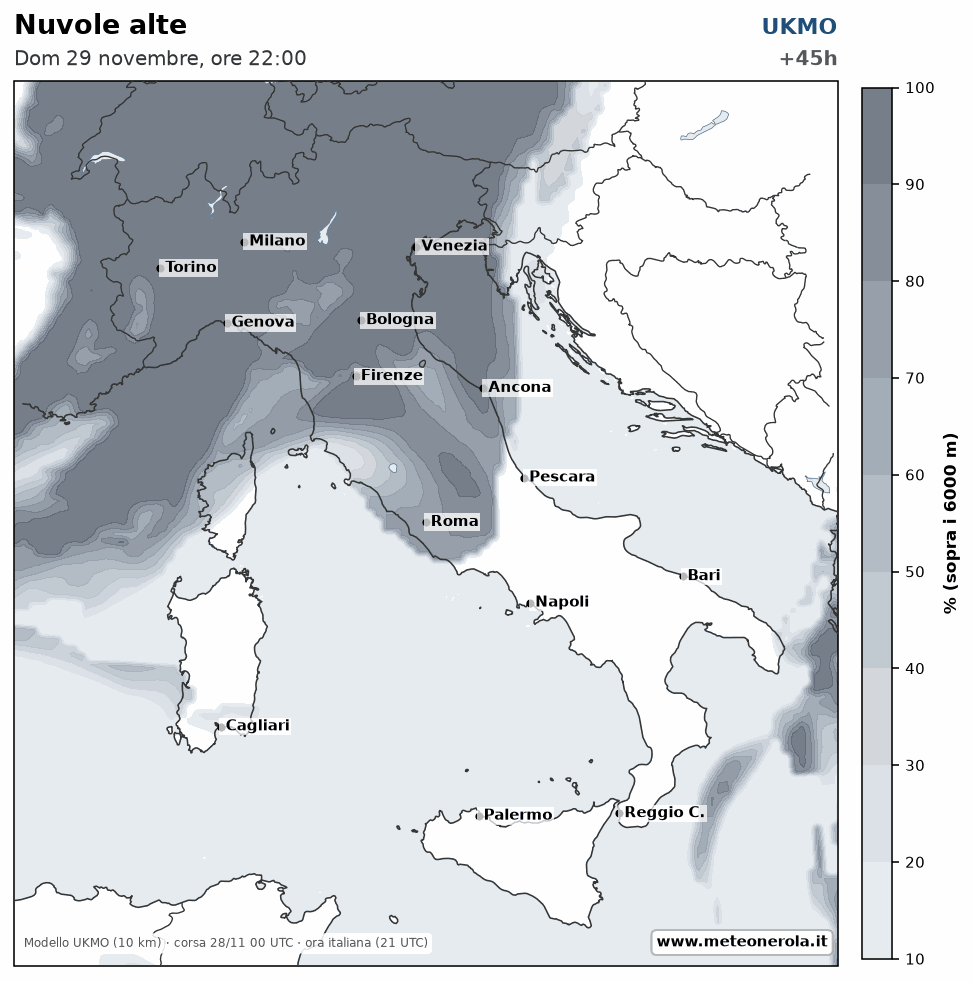 Nuvole alte
UKMO
Dom 29 novembre, ore 22:00
+45h
100
90
80
70
60
50
40
30
20
10
% (sopra i 6000 m)
Milano
Venezia
Torino
Genova
Bologna
Firenze
Ancona
Pescara
Roma
Bari
Napoli
Cagliari
Palermo
Reggio C.
Modello UKMO (10 km) · corsa 28/11 00 UTC · ora italiana (21 UTC)
www.meteonerola.it